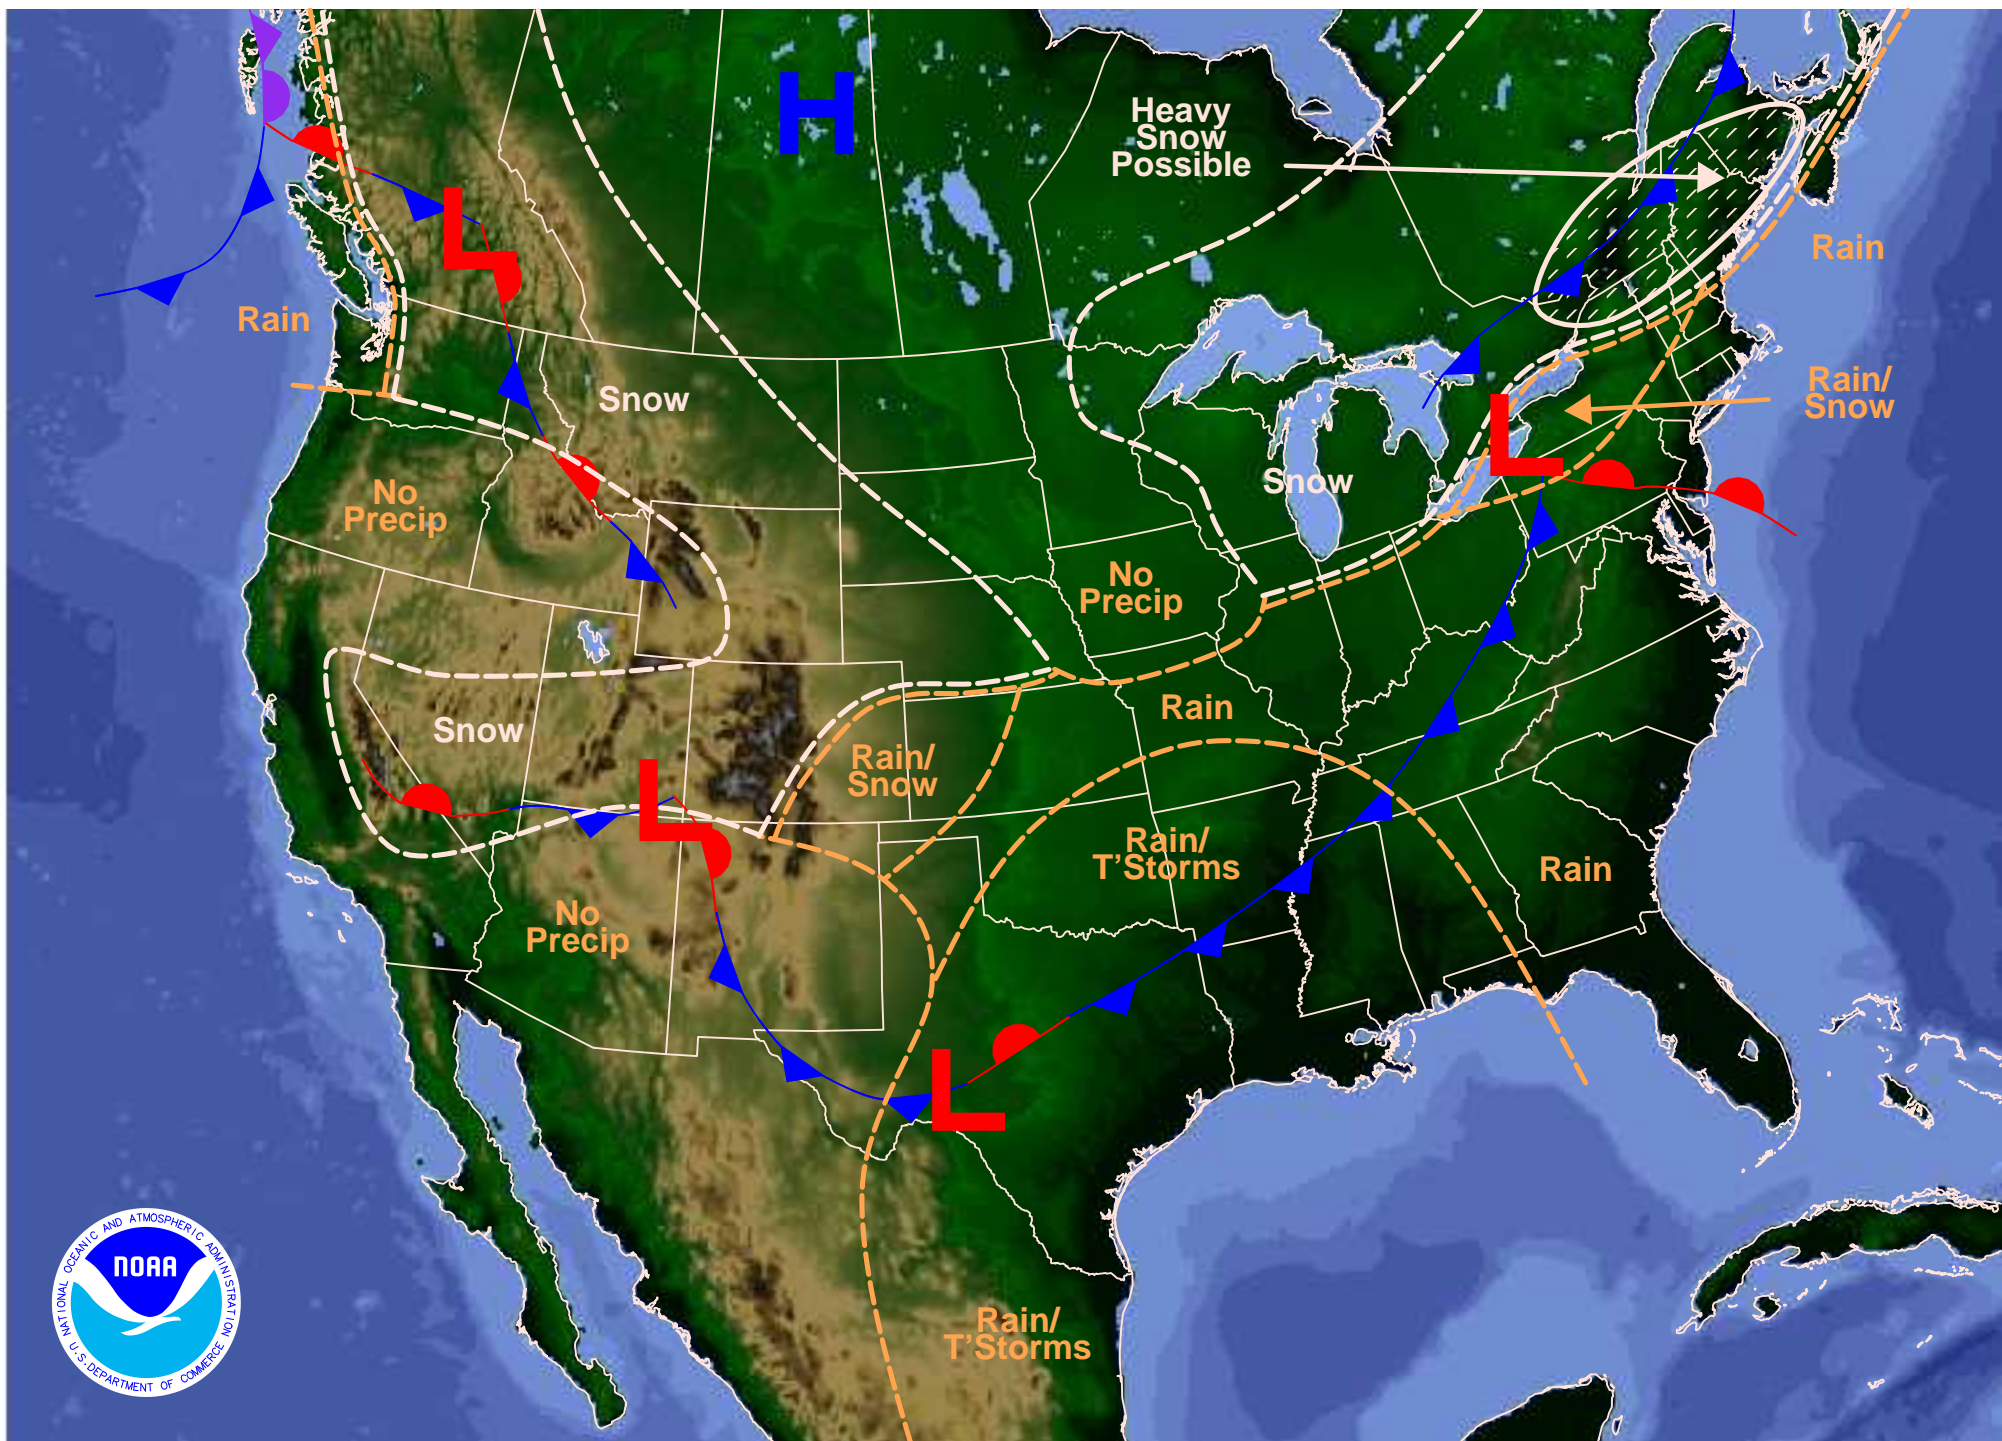 H
Heavy
Snow
Possible
L
Rain
Rain
Snow
Rain/
Snow
L
Snow
No
Precip
No
Precip
Rain
Snow
Rain/
Snow
L
Rain/
T'Storms
Rain
No
Precip
L
Rain/
T'Storms
NATIONAL OCEANIC AND ATMOSPHERIC ADMINISTRATION
NOAA
U.S. DEPARTMENT OF COMMERCE